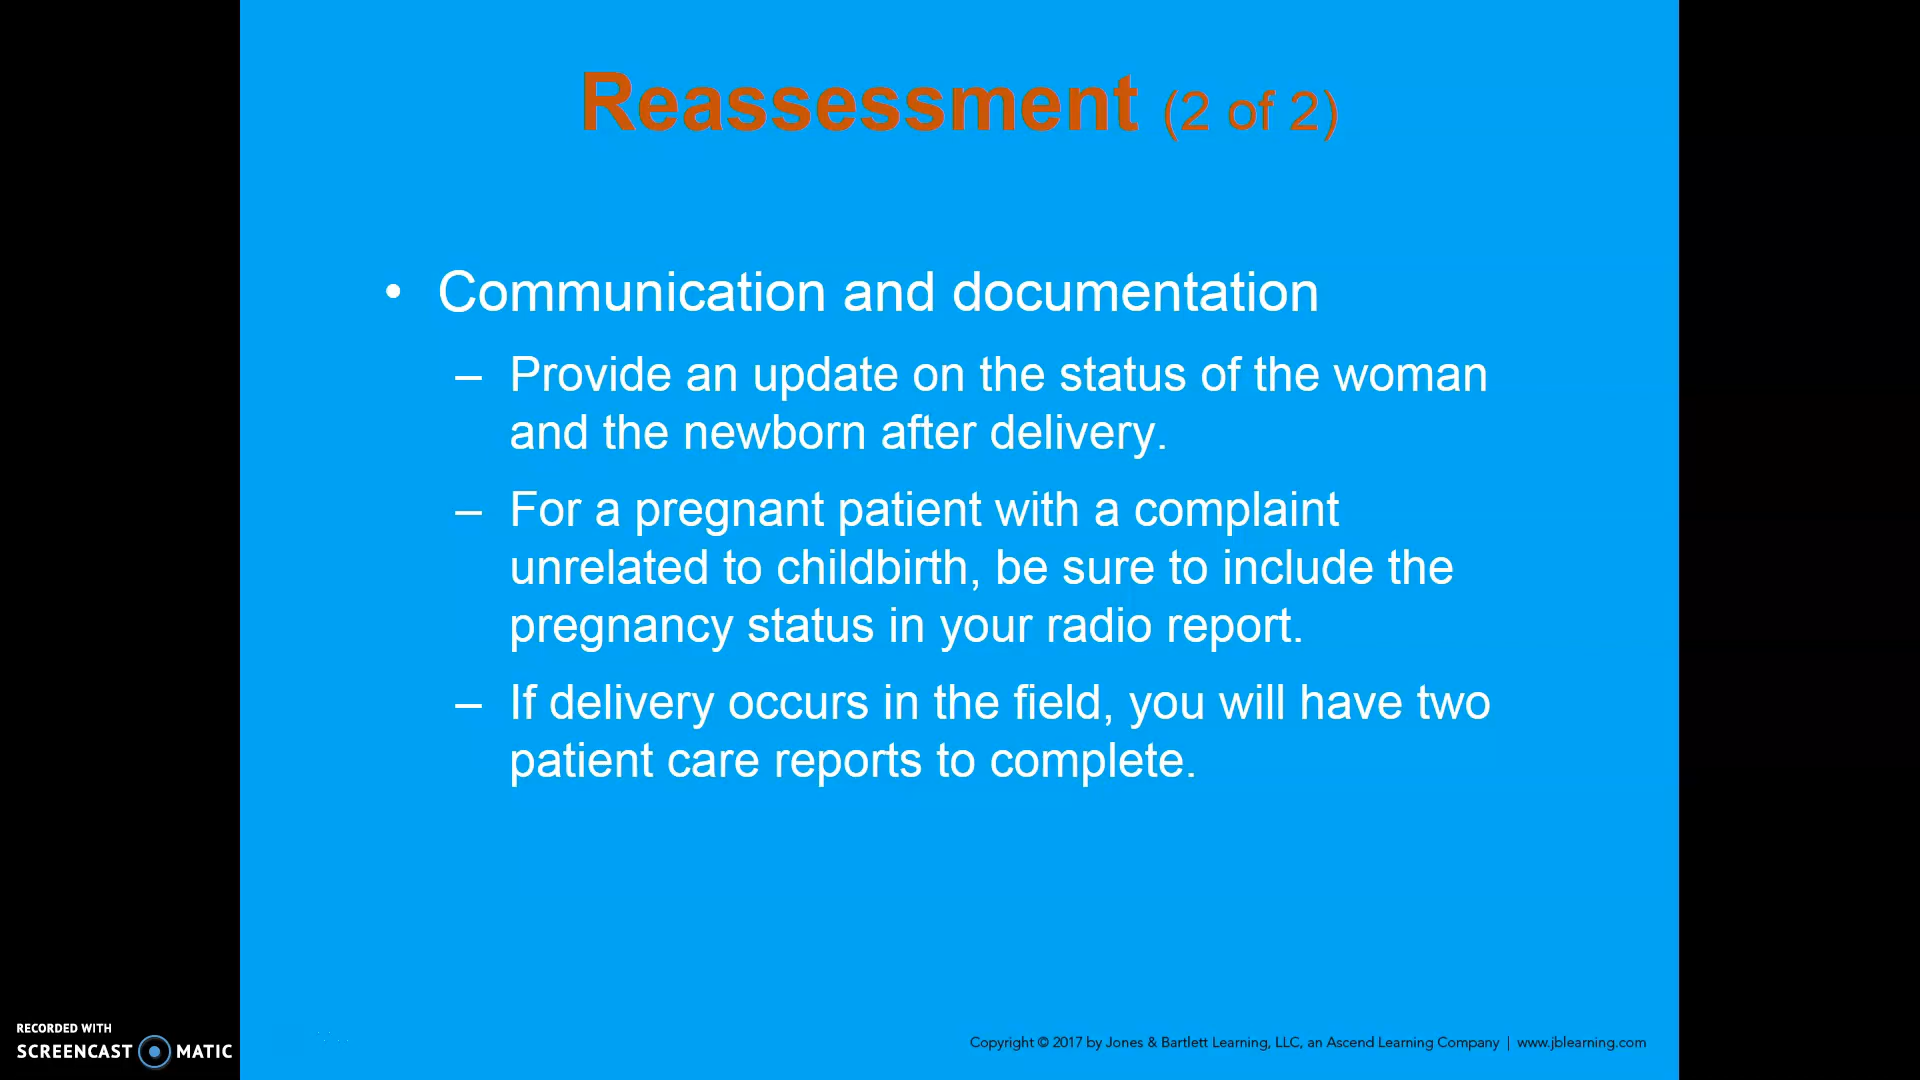 Reassessment (2 of 2)
• Communication and documentation
– Provide an update on the status of the woman
and the newborn after delivery.
– For a pregnant patient with a complaint
unrelated to childbirth, be sure to include the
pregnancy status in your radio report.
– If delivery occurs in the field, you will have two
patient care reports to complete.
RECORDED WITH
SCREENCAST MATIC
Copyright © 2017 by Jones & Bartlett Learning, LLC, an Ascend Learning Company | www.jblearning.com